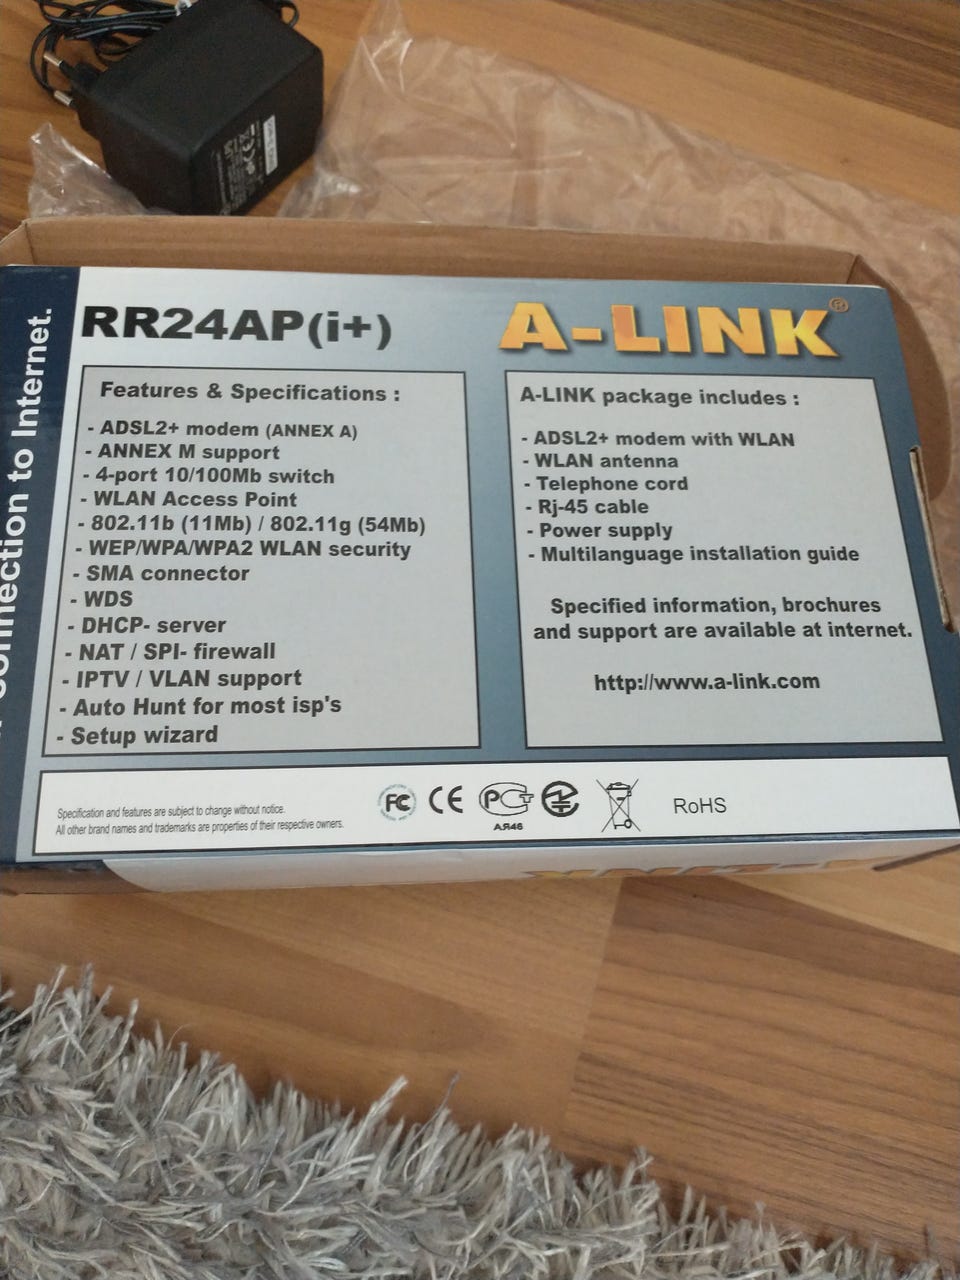 RR24AP(i+)
A-LINK®
Features & Specifications :
- ADSL2+ modem (ANNEX A)
- ANNEX M support
- 4-port 10/100Mb switch
- WLAN Access Point
- 802.11b (11Mb) / 802.11g (54Mb)
- WEP/WPA/WPA2 WLAN security
- SMA connector
- WDS
- DHCP- server
- NAT / SPI- firewall
- IPTV / VLAN support
- Auto Hunt for most isp's
- Setup wizard
A-LINK package includes :
- ADSL2+ modem with WLAN
- WLAN antenna
- Telephone cord
- Rj-45 cable
- Power supply
- Multilanguage installation guide
Specified information, brochures
and support are available at internet.
http://www.a-link.com
Specification and features are subject to change without notice.
All other brand names and trademarks are properties of their respective owners.
FC
CE
РСТ
АЯ46
RoHS
to Internet.